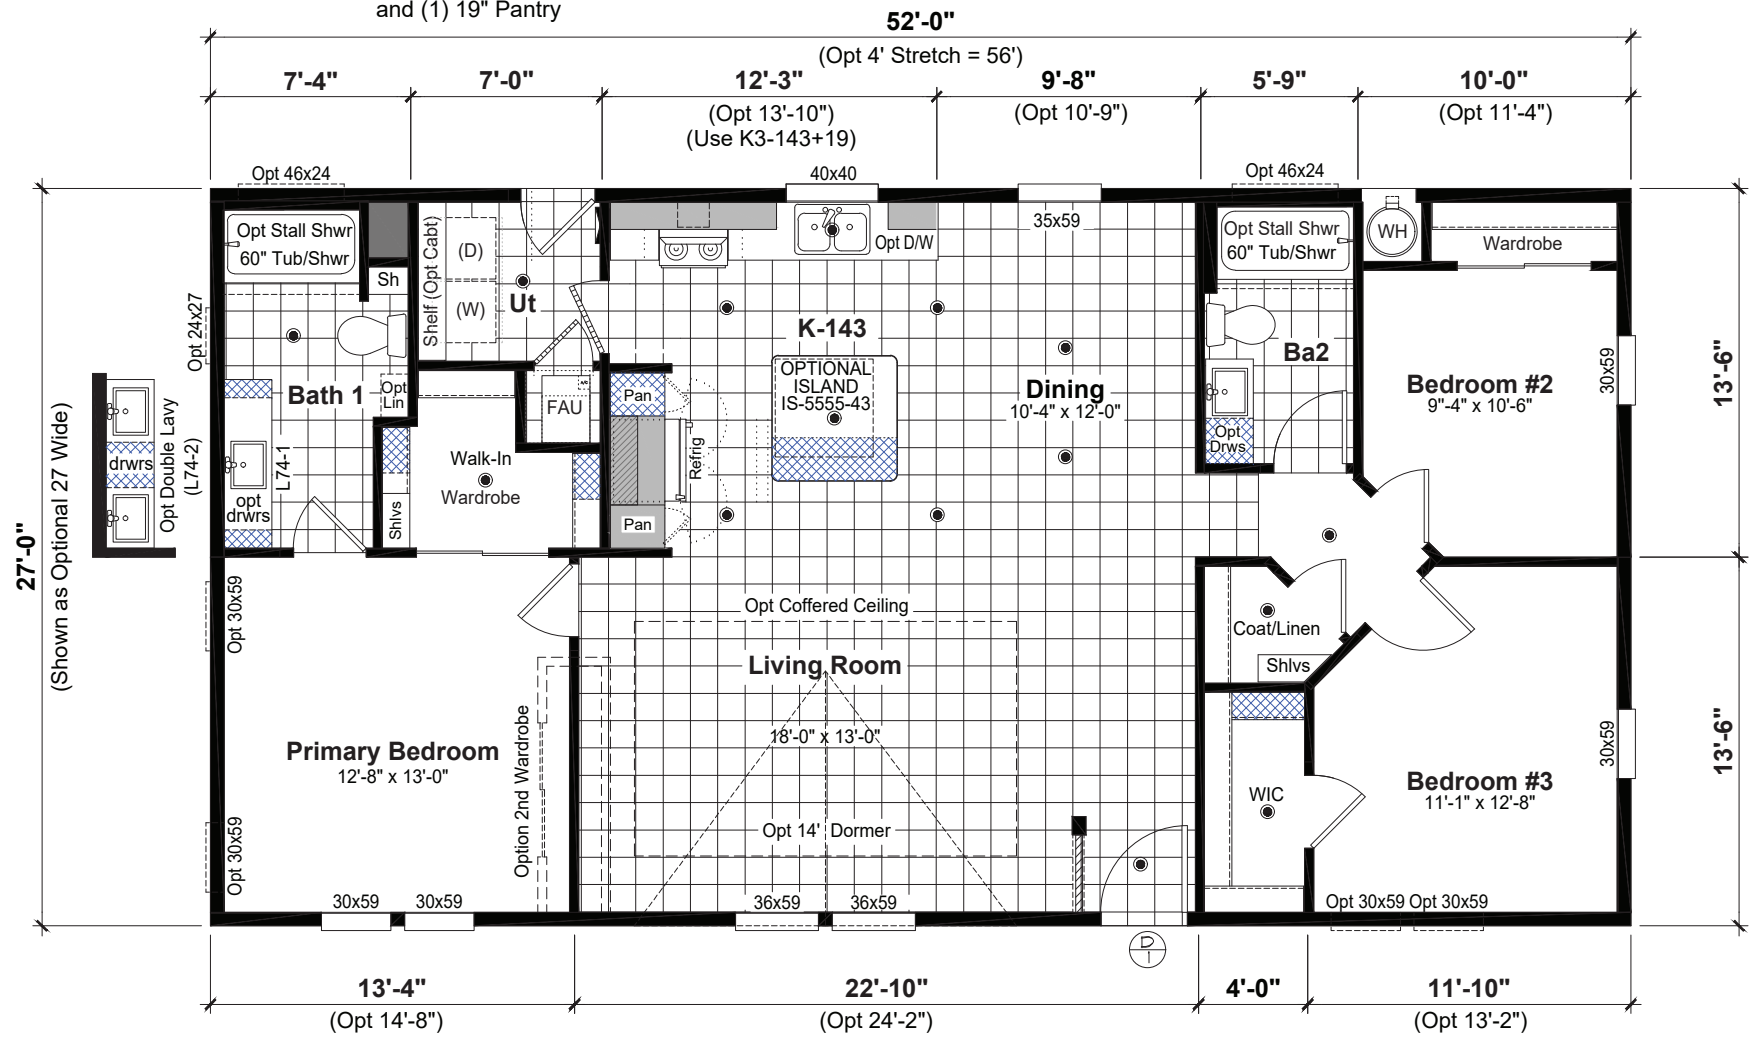 and (1) 19" Pantry
52'-0"
(Opt 4' Stretch = 56')
7'-4"
7'-0"
12'-3"
9'-8"
5'-9"
10'-0"
(Opt 13'-10")
(Opt 10'-9")
(Opt 11'-4")
(Use K3-143+19)
Opt 46x24
40x40
Opt 46x24
Opt Stall Shwr
60" Tub/Shwr
Sh
Shelf (Opt Cabt)
(D)
(W)
Ut
Opt D/W
35x59
Opt Stall Shwr
60" Tub/Shwr
WH
Wardrobe
Opt 24x27
K-143
Ba2
30x59
13'-6"
Bath 1
Opt
Lin
FAU
Pan
OPTIONAL
ISLAND
IS-5555-43
Dining
10'-4" x 12'-0"
Bedroom #2
9"-4" x 10'-6"
Opt
Drws
drwrs
Opt Double Lavy
(L74-2)
L74-1
opt
drwrs
Walk-In
Wardrobe
Shlvs
Refrig
Pan
27'-0"
(Shown as Optional 27 Wide)
Opt 30x59
Opt Coffered Ceiling
Coat/Linen
Shlvs
Living Room
18'-0" x 13'-0"
Primary Bedroom
12'-8" x 13'-0"
Option 2nd Wardrobe
WIC
Bedroom #3
11'-1" x 12'-8"
30x59
13'-6"
Opt 14' Dormer
Opt 30x59
30x59
30x59
36x59
36x59
Opt 30x59
Opt 30x59
D
1
13'-4"
22'-10"
4'-0"
11'-10"
(Opt 14'-8")
(Opt 24'-2")
(Opt 13'-2")